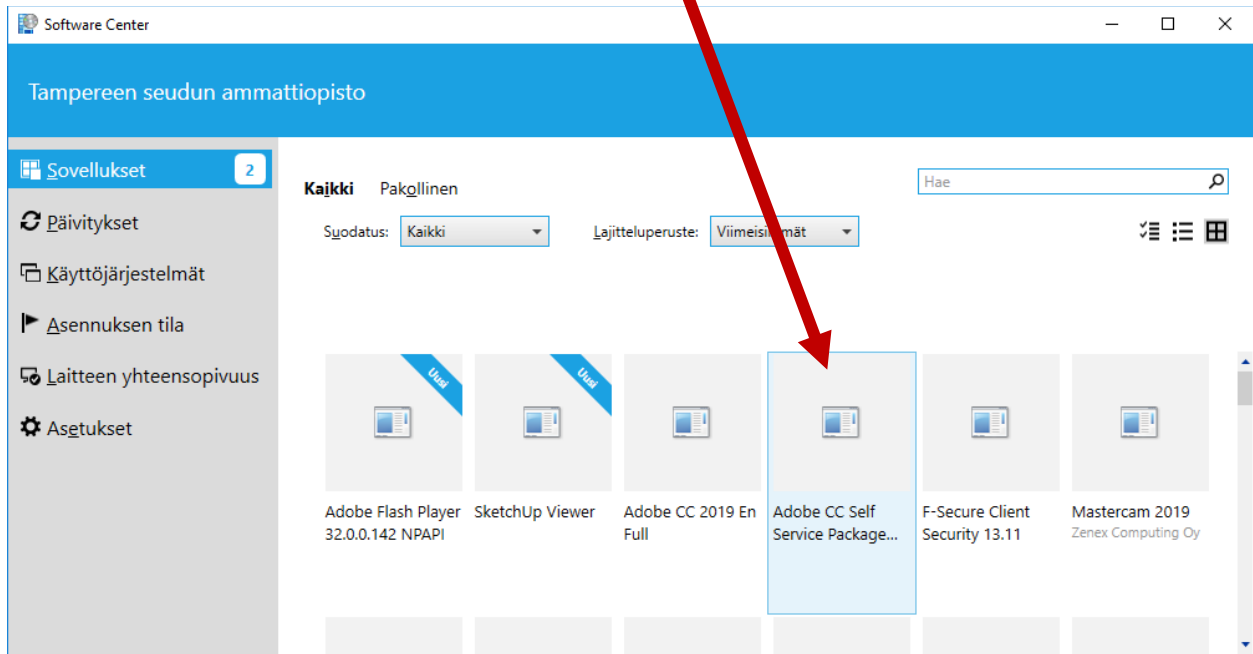 Software Center
Tampereen seudun ammattiopisto
Sovellukset 2
Päivitykset
Käyttöjärjestelmät
Asennuksen tila
Laitteen yhteensopivuus
Asetukset
Kaikki Pakollinen
Hae
Suodatus: Kaikki Lajitteluperuste: Viimeisimmät
Uusi Uusi
Adobe Flash Player
32.0.0.142 NPAPI
SketchUp Viewer
Adobe CC 2019 En
Full
Adobe CC Self
Service Package...
F-Secure Client
Security 13.11
Mastercam 2019
Zenex Computing Oy